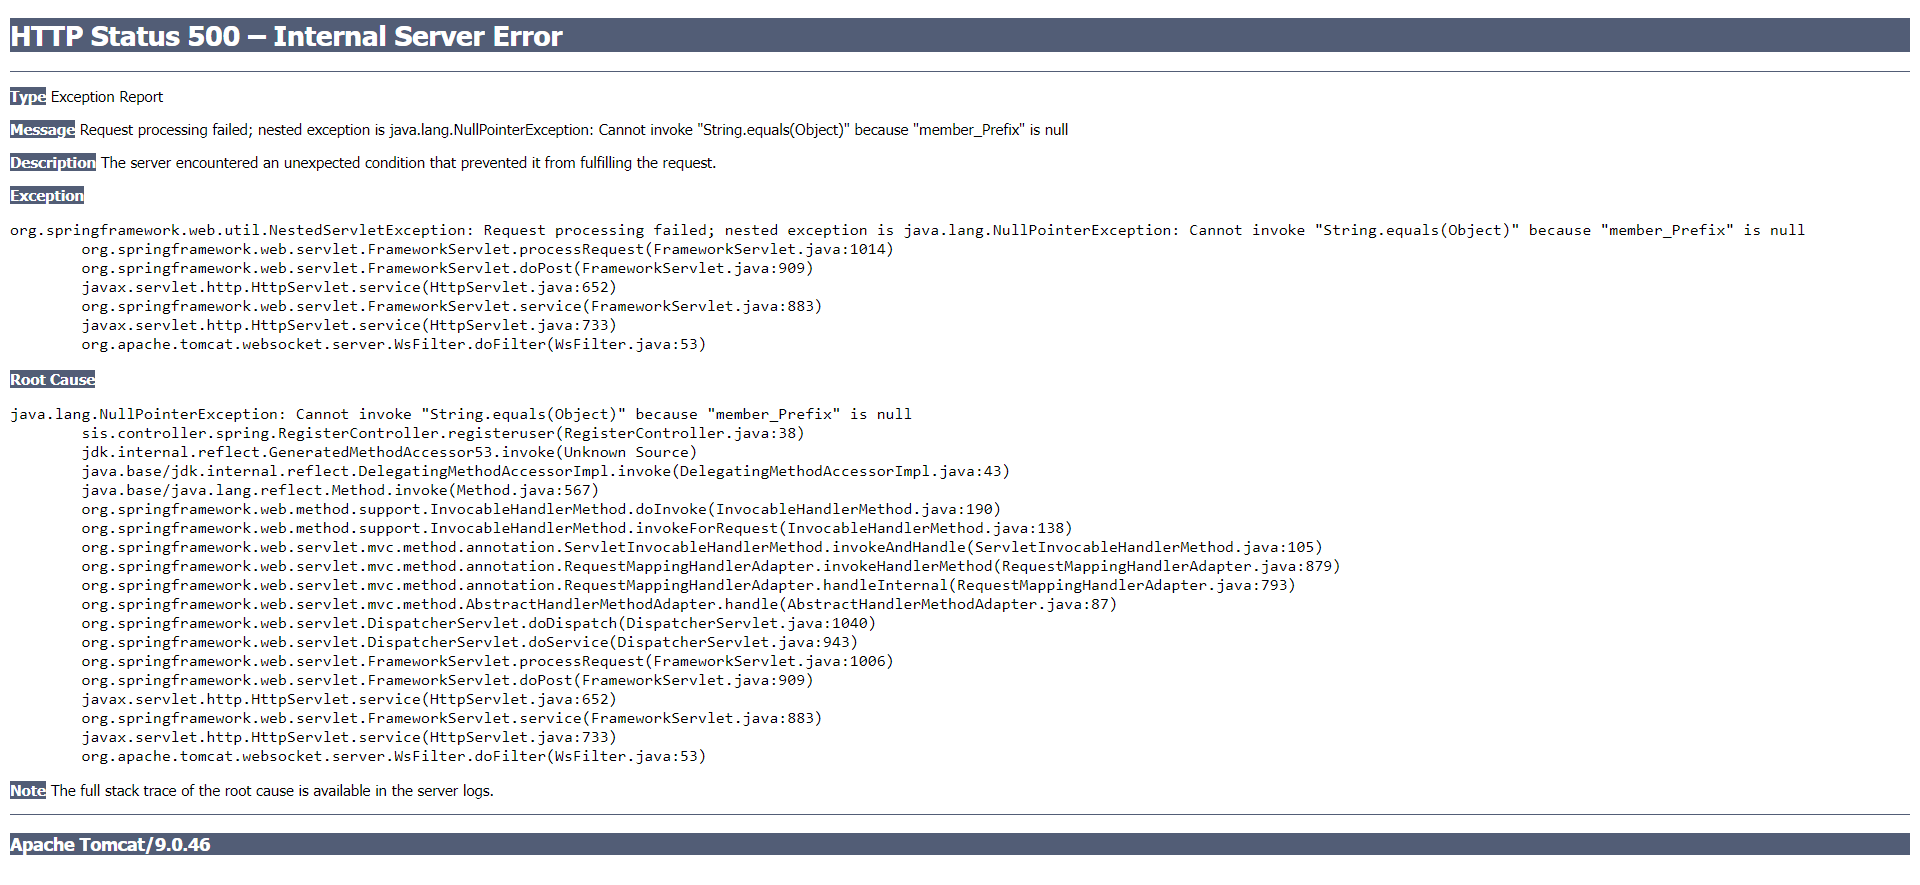 HTTP Status 500 – Internal Server Error
Type Exception Report
Message Request processing failed; nested exception is java.lang.NullPointerException: Cannot invoke "String.equals(Object)" because "member_Prefix" is null
Description The server encountered an unexpected condition that prevented it from fulfilling the request.
Exception
org.springframework.web.util.NestedServletException: Request processing failed; nested exception is java.lang.NullPointerException: Cannot invoke "String.equals(Object)" because "member_Prefix" is null
	org.springframework.web.servlet.FrameworkServlet.processRequest(FrameworkServlet.java:1014)
	org.springframework.web.servlet.FrameworkServlet.doPost(FrameworkServlet.java:909)
	javax.servlet.http.HttpServlet.service(HttpServlet.java:652)
	org.springframework.web.servlet.FrameworkServlet.service(FrameworkServlet.java:883)
	javax.servlet.http.HttpServlet.service(HttpServlet.java:733)
	org.apache.tomcat.websocket.server.WsFilter.doFilter(WsFilter.java:53)
Root Cause
java.lang.NullPointerException: Cannot invoke "String.equals(Object)" because "member_Prefix" is null
	sis.controller.spring.RegisterController.registeruser(RegisterController.java:38)
	jdk.internal.reflect.GeneratedMethodAccessor53.invoke(Unknown Source)
	java.base/jdk.internal.reflect.DelegatingMethodAccessorImpl.invoke(DelegatingMethodAccessorImpl.java:43)
	java.base/java.lang.reflect.Method.invoke(Method.java:567)
	org.springframework.web.method.support.InvocableHandlerMethod.doInvoke(InvocableHandlerMethod.java:190)
	org.springframework.web.method.support.InvocableHandlerMethod.invokeForRequest(InvocableHandlerMethod.java:138)
	org.springframework.web.servlet.mvc.method.annotation.ServletInvocableHandlerMethod.invokeAndHandle(ServletInvocableHandlerMethod.java:105)
	org.springframework.web.servlet.mvc.method.annotation.RequestMappingHandlerAdapter.invokeHandlerMethod(RequestMappingHandlerAdapter.java:879)
	org.springframework.web.servlet.mvc.method.annotation.RequestMappingHandlerAdapter.handleInternal(RequestMappingHandlerAdapter.java:793)
	org.springframework.web.servlet.mvc.method.AbstractHandlerMethodAdapter.handle(AbstractHandlerMethodAdapter.java:87)
	org.springframework.web.servlet.DispatcherServlet.doDispatch(DispatcherServlet.java:1040)
	org.springframework.web.servlet.DispatcherServlet.doService(DispatcherServlet.java:943)
	org.springframework.web.servlet.FrameworkServlet.processRequest(FrameworkServlet.java:1006)
	org.springframework.web.servlet.FrameworkServlet.doPost(FrameworkServlet.java:909)
	javax.servlet.http.HttpServlet.service(HttpServlet.java:652)
	org.springframework.web.servlet.FrameworkServlet.service(FrameworkServlet.java:883)
	javax.servlet.http.HttpServlet.service(HttpServlet.java:733)
	org.apache.tomcat.websocket.server.WsFilter.doFilter(WsFilter.java:53)
Note The full stack trace of the root cause is available in the server logs.
Apache Tomcat/9.0.46